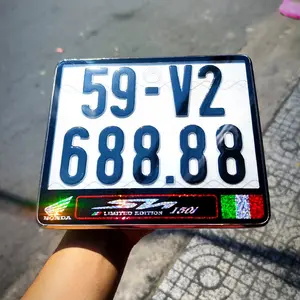 59-V2
688.88
HONDA
SH
LIMITED EDITION 150i